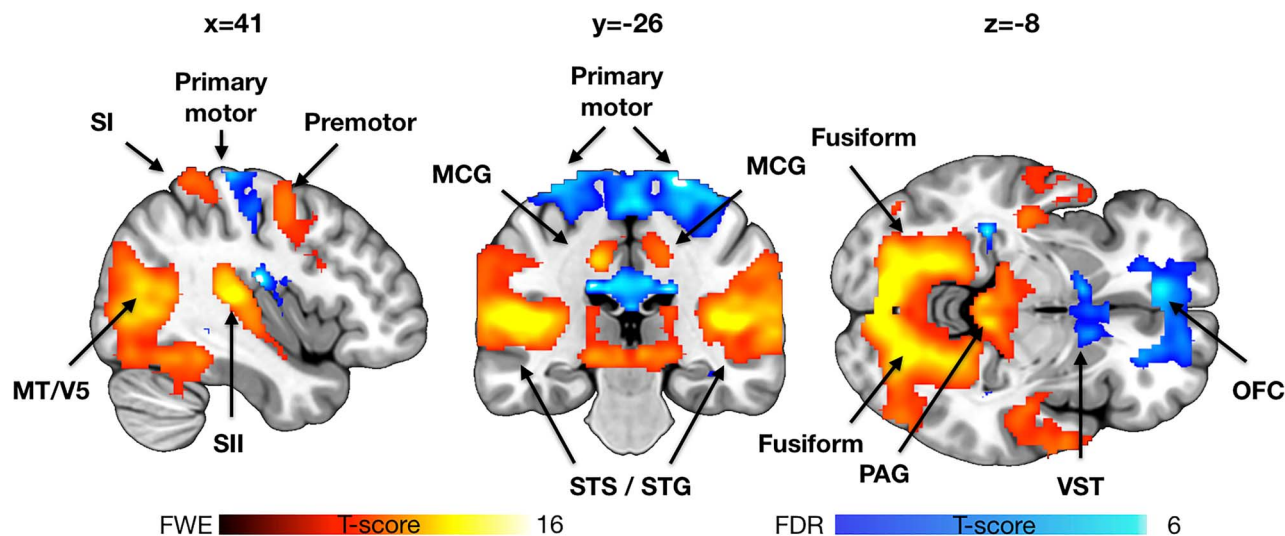 x=41
y=-26
z=-8
Primary
motor
SI
Premotor
MT/V5
SII
Primary
motor
MCG
MCG
STS / STG
Fusiform
Fusiform
PAG
VST
OFC
FWE T-score 16
FDR T-score 6